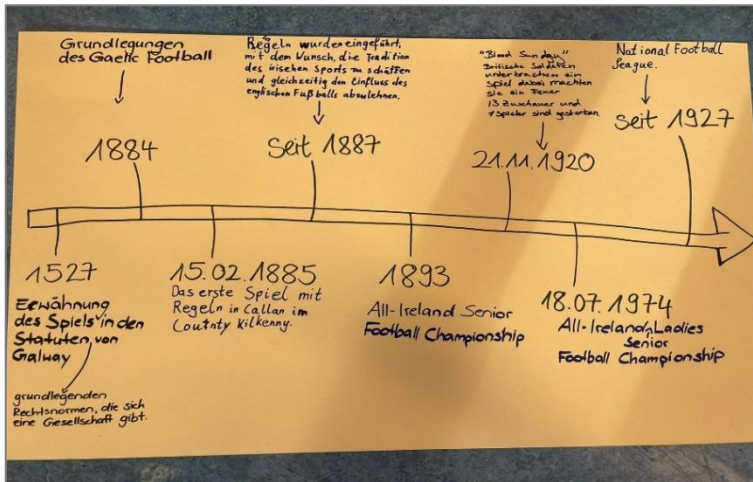 Grundlegungen
des Gaelic Football
1884
Regeln wurden eingeführt,
mit dem Wunsch, die Tradition
des irischen Sports zu schützen
und gleichzeitig den Einfluss des
englischen Fußballs abzulehnen.
Seit 1887
"Bloody Sunday"
Britische Soldaten
unterbrachen ein
Spiel dabei machten
sie ein Feuer
13 Zuschauer und
1 Spieler sind gestorben
21.11.1920
National Football
League.
Seit 1927
1527
Erwähnung
des Spiels in den
Statuten von
Galway
grundlegenden
Rechtsnormen, die sich
eine Gesellschaft gibt.
15.02.1885
Das erste Spiel mit
Regeln in Callan im
Coutnty Kilkenny.
1893
All-Ireland Senior
Football Championship
18.07.1974
All-Ireland Ladies
Senior
Football Championship